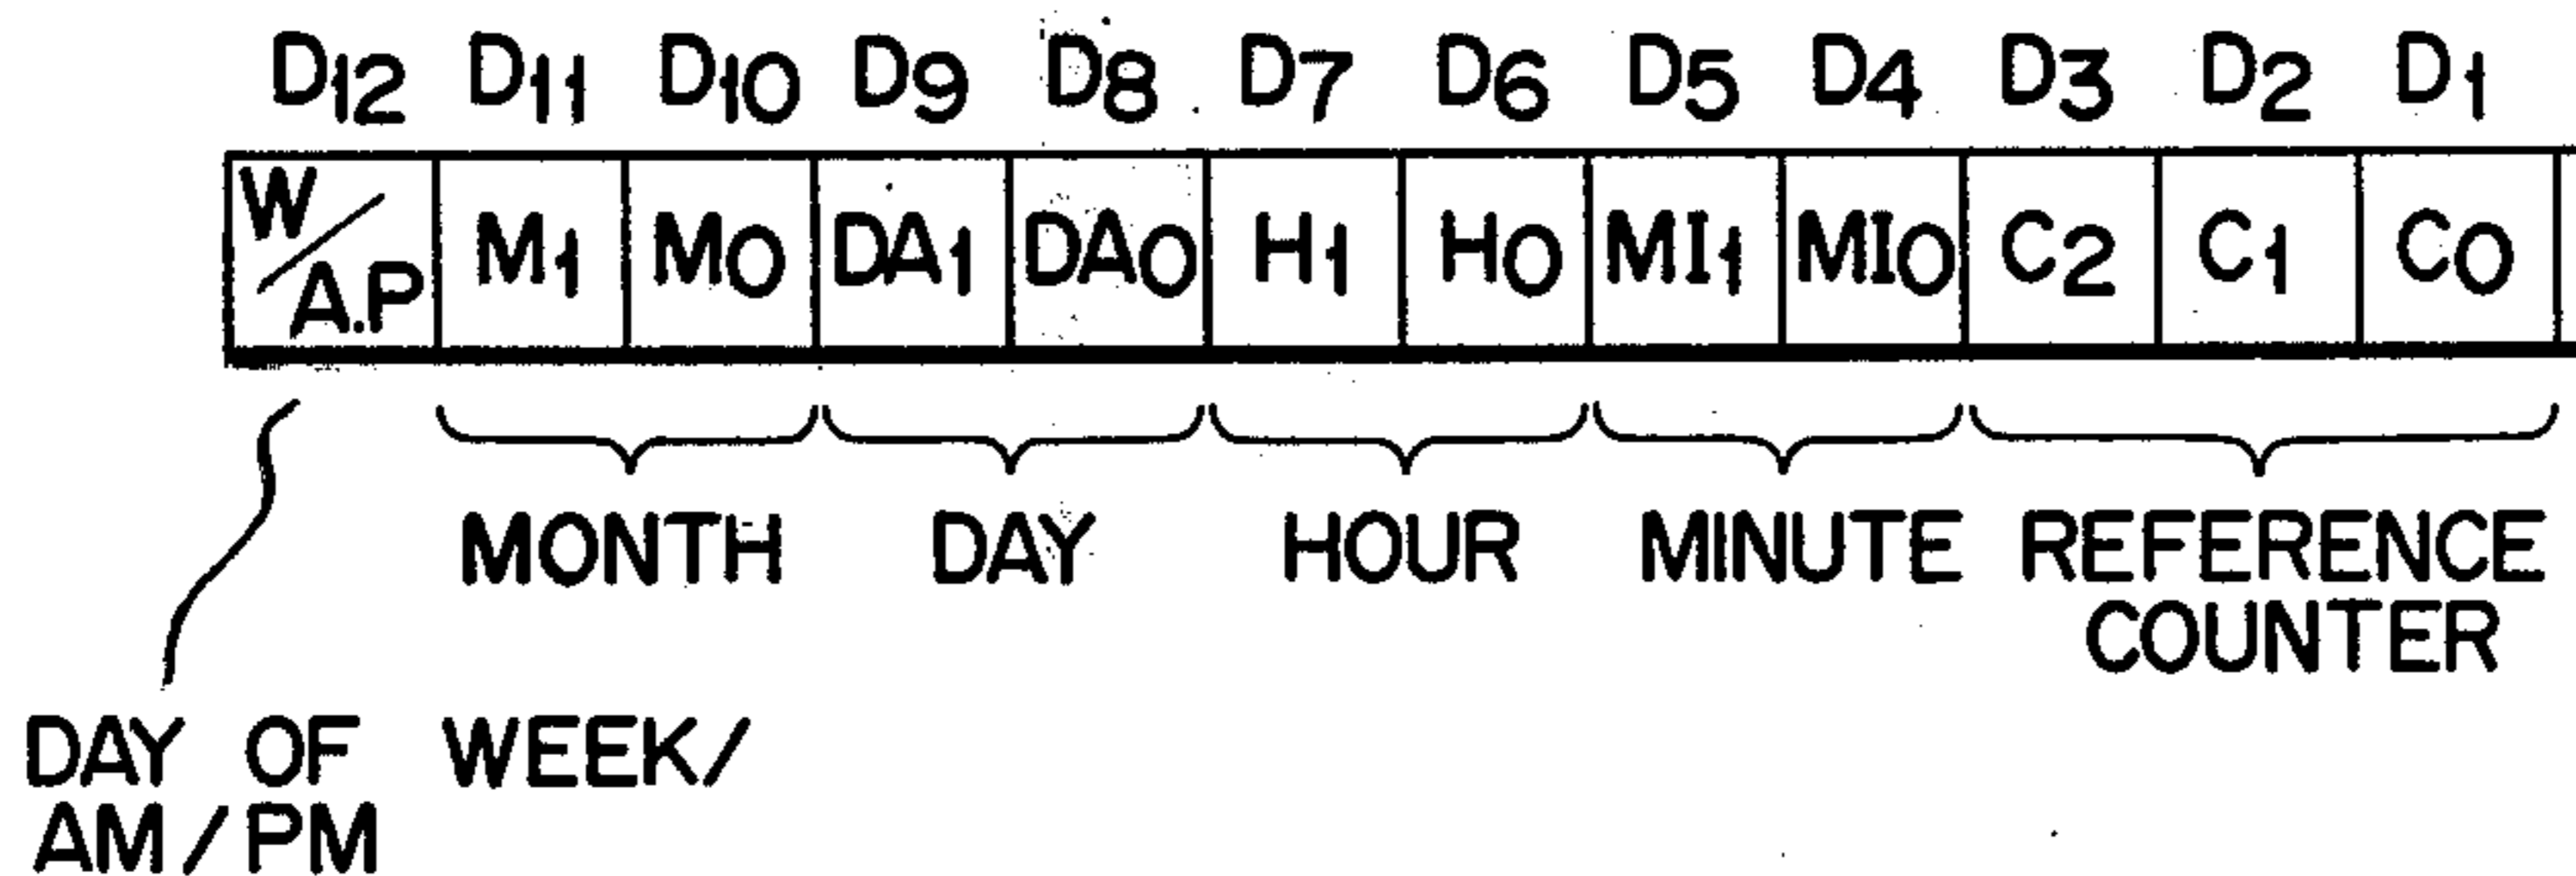 D12 D11 D10 D9 D8 D7 D6 D5 D4 D3 D2 D1
W/A.P M1 M0 DA1 DA0 H1 H0 MI1 MI0 C2 C1 C0
MONTH DAY HOUR MINUTE REFERENCE
COUNTER
DAY OF WEEK/
AM/PM